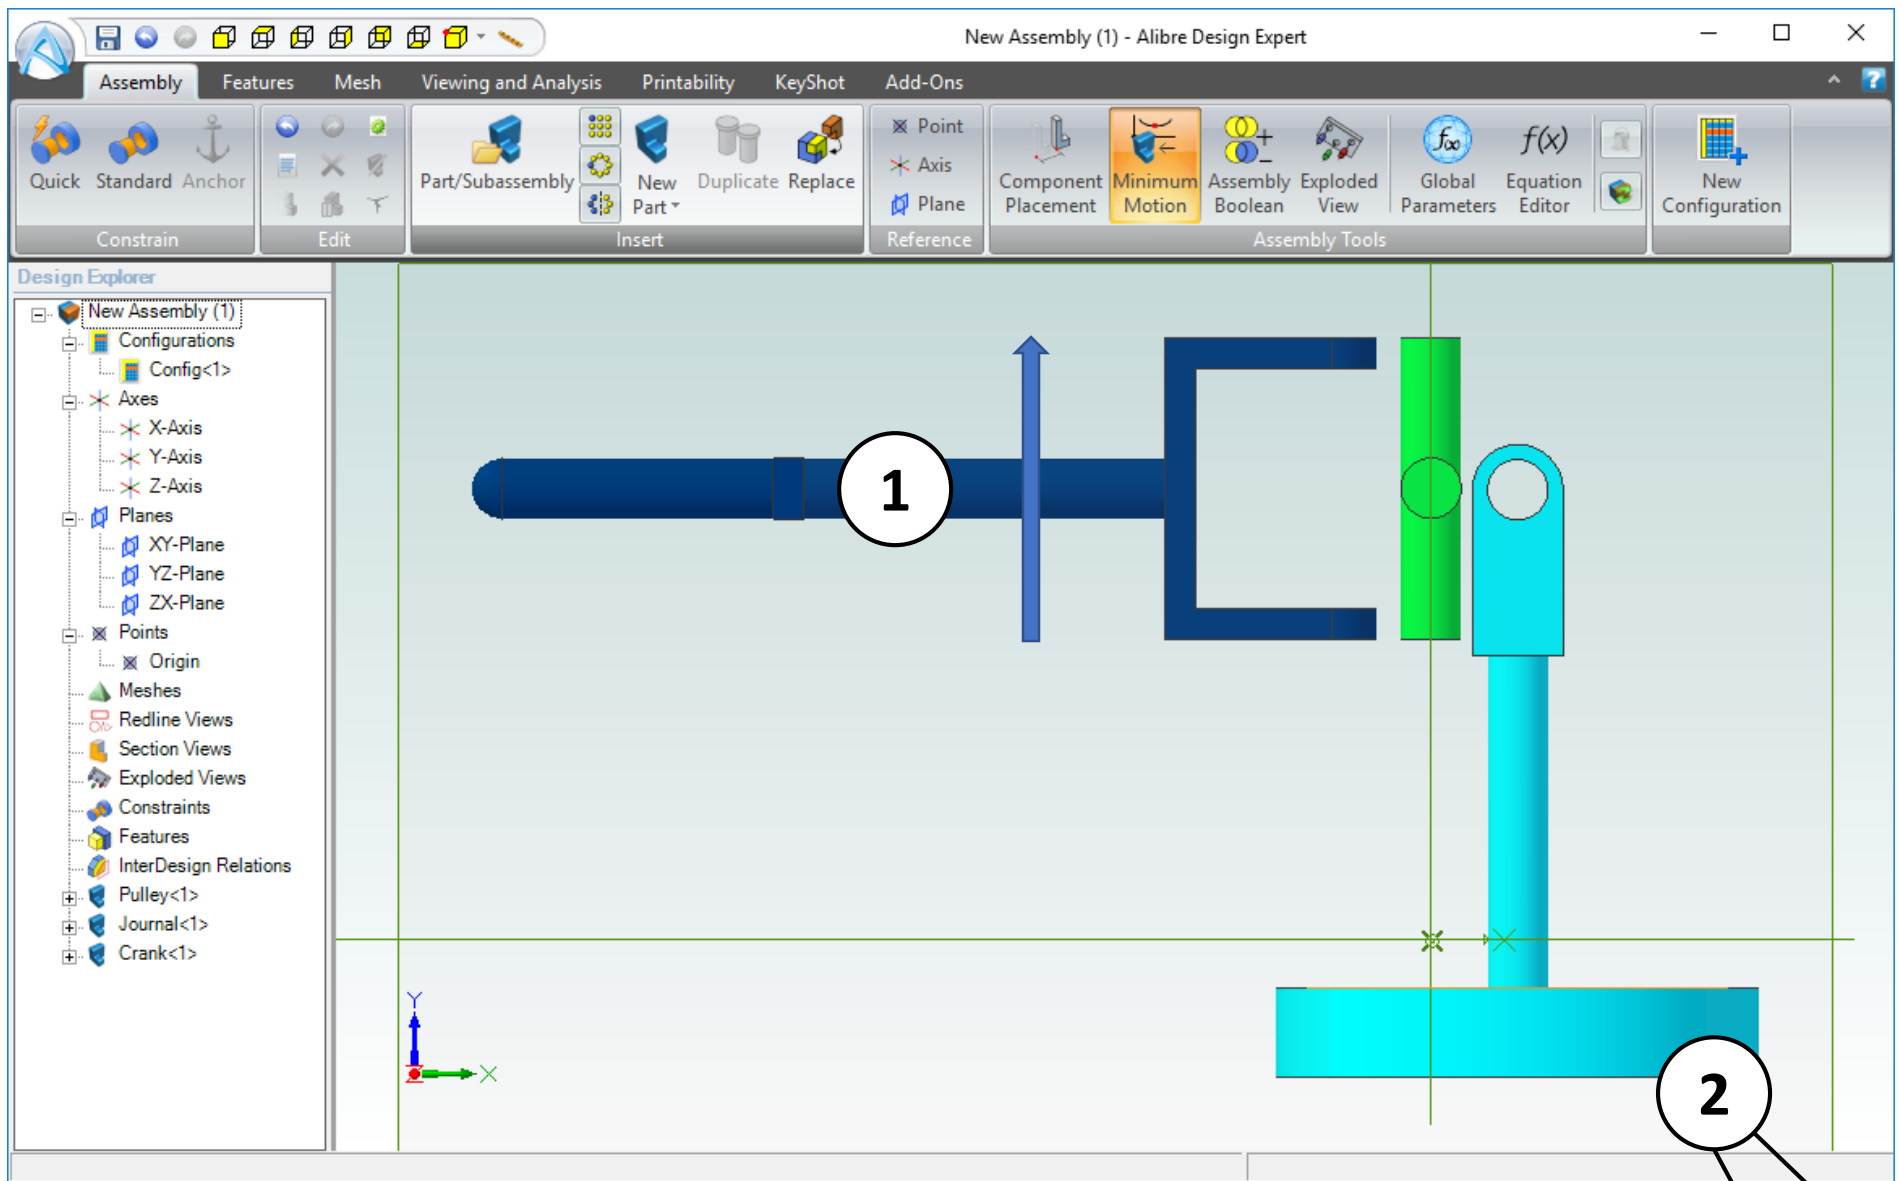 New Assembly (1) - Alibre Design Expert
Assembly Features Mesh Viewing and Analysis Printability KeyShot Add-Ons
?
Quick Standard Anchor
Constrain
Edit
Part/Subassembly
New
Part
Duplicate Replace
Insert
Point
Axis
Plane
Reference
Component
Placement
Minimum
Motion
Assembly
Boolean
Exploded
View
f(x)
Global
Parameters
Equation
Editor
Assembly Tools
New
Configuration
Design Explorer
New Assembly (1)
Configurations
Config<1>
Axes
X-Axis
Y-Axis
Z-Axis
Planes
XY-Plane
YZ-Plane
ZX-Plane
Points
Origin
Meshes
Redline Views
Section Views
Exploded Views
Constraints
Features
InterDesign Relations
Pulley<1>
Journal<1>
Crank<1>
1
2
Y
X
X